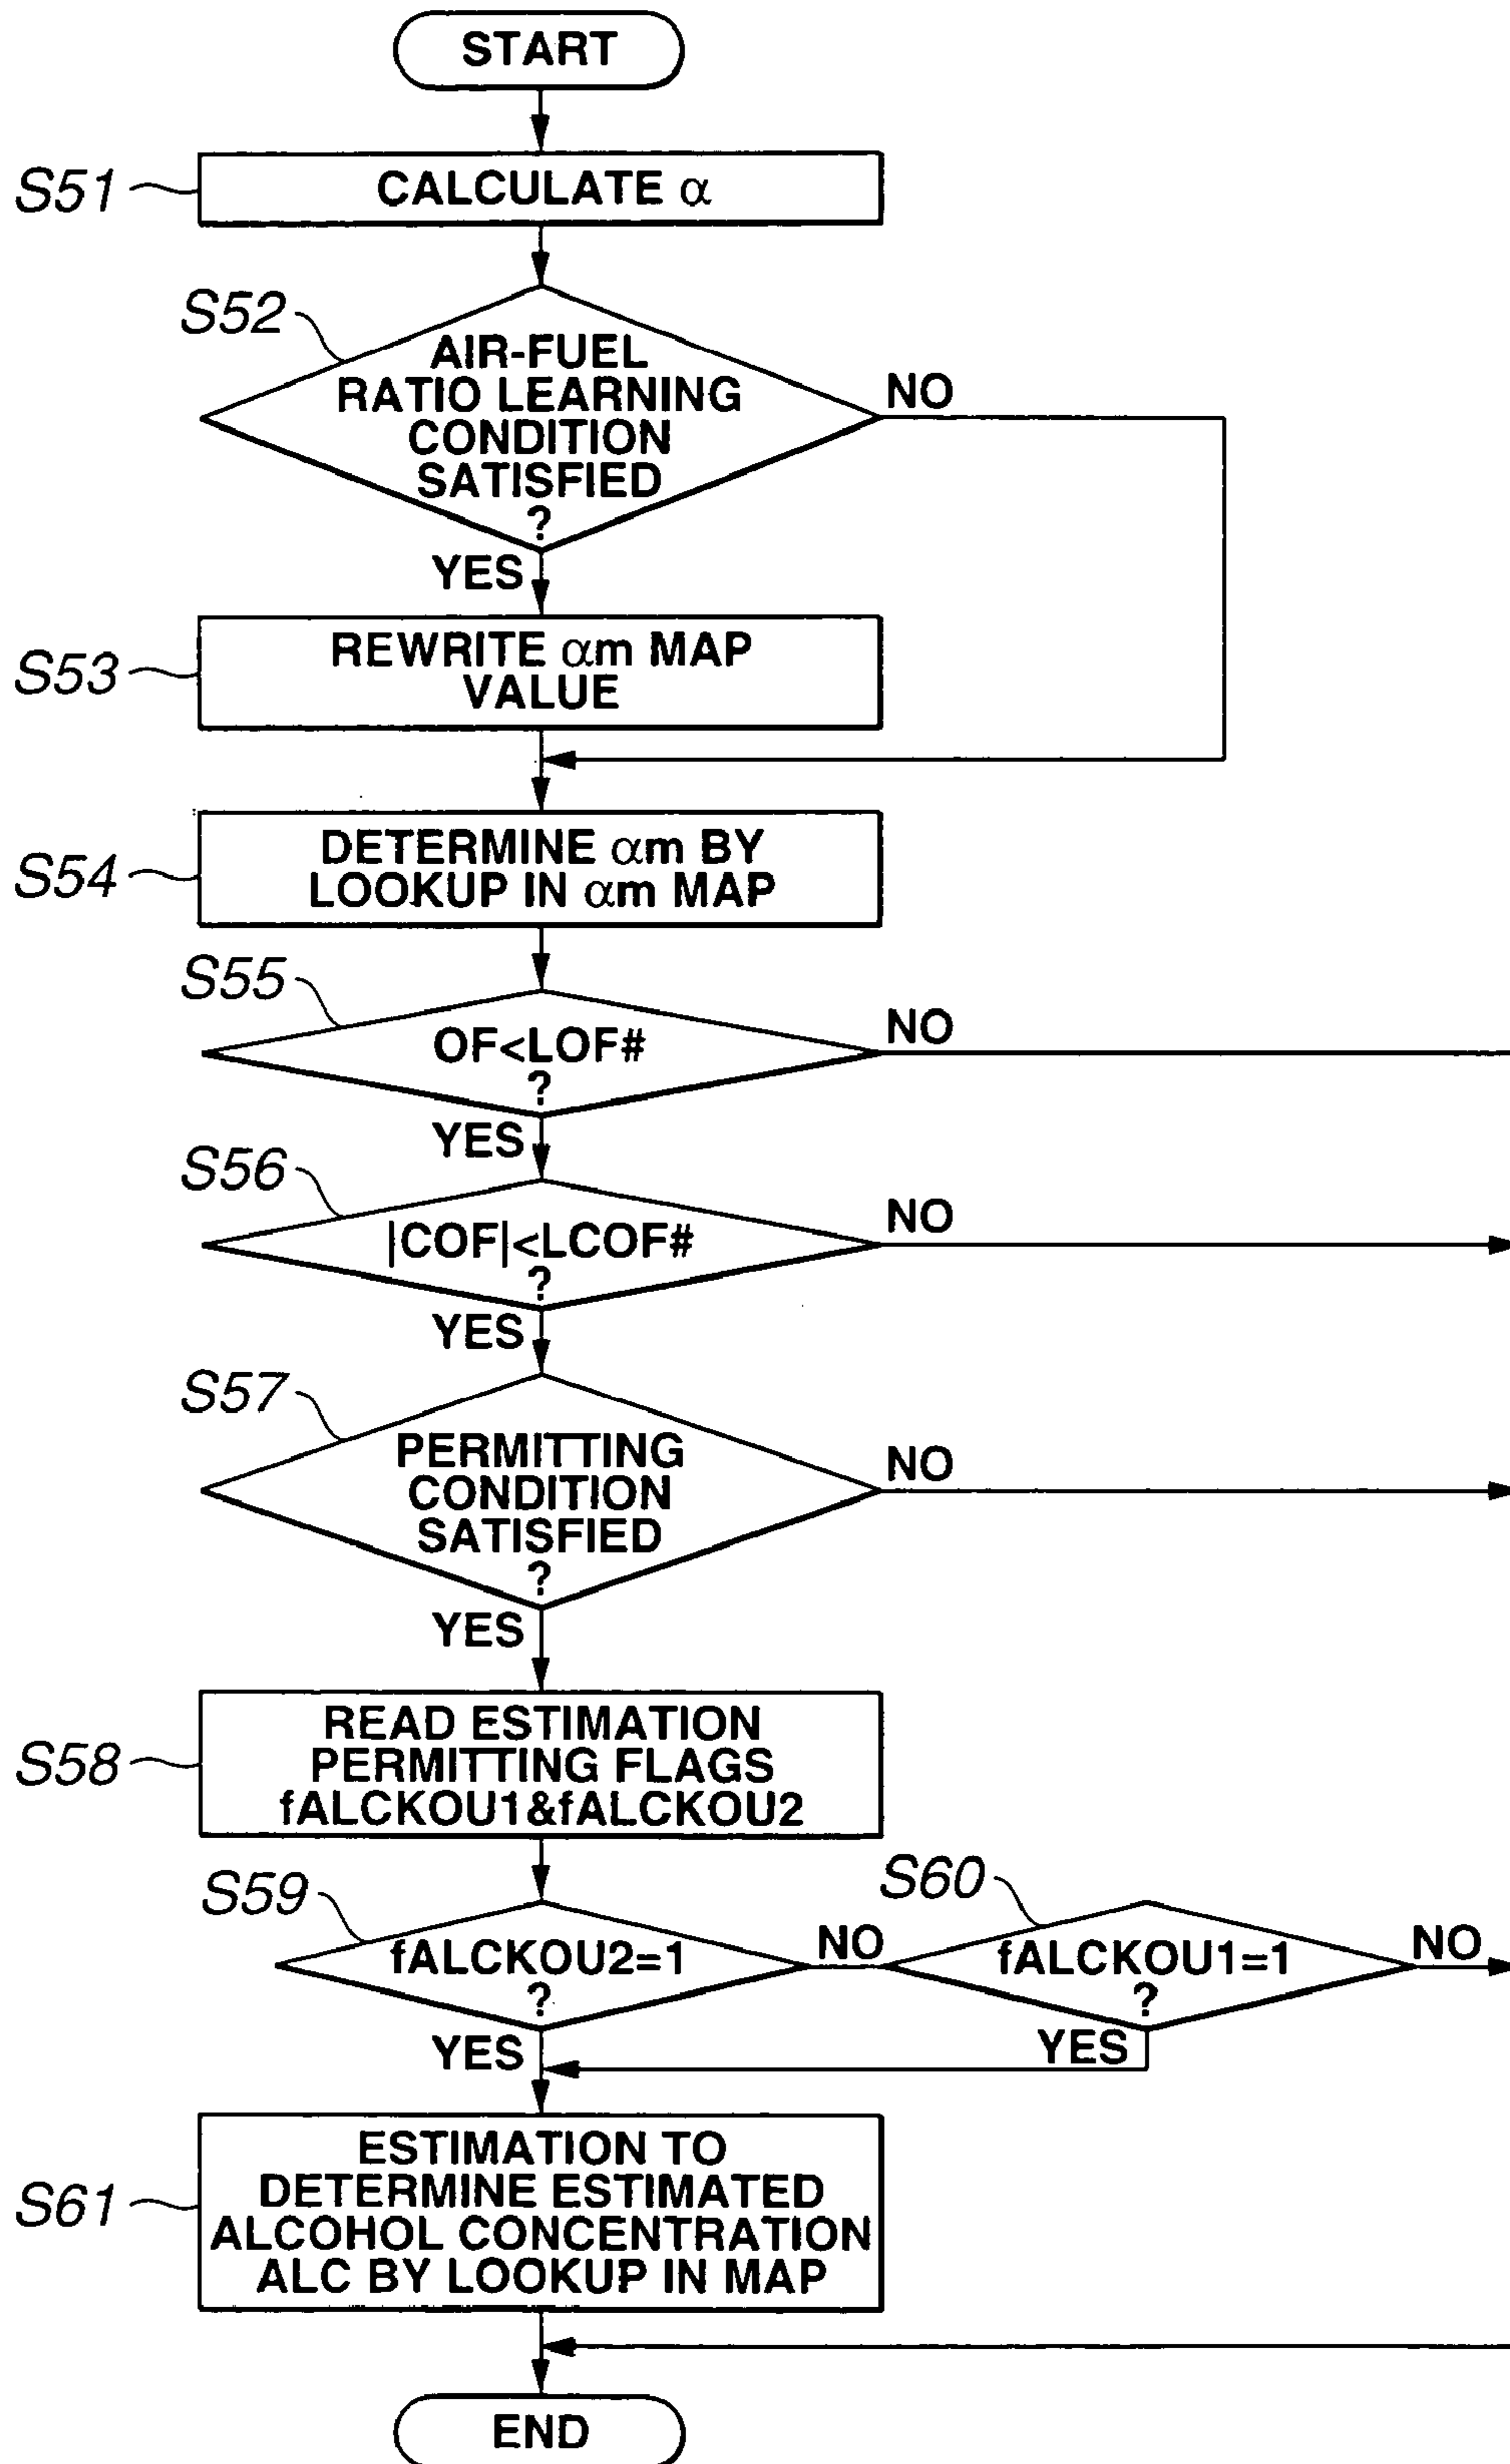 START
S51
CALCULATE α
S52
AIR-FUEL
RATIO LEARNING
CONDITION
SATISFIED
?
NO
YES
S53
REWRITE αm MAP
VALUE
S54
DETERMINE αm BY
LOOKUP IN αm MAP
S55
OF<LOF#
?
NO
YES
S56
|COF|<LCOF#
?
NO
YES
S57
PERMITTING
CONDITION
SATISFIED
?
NO
YES
S58
READ ESTIMATION
PERMITTING FLAGS
fALCKOU1&fALCKOU2
S59
fALCKOU2=1
?
NO
YES
S60
fALCKOU1=1
?
NO
YES
S61
ESTIMATION TO
DETERMINE ESTIMATED
ALCOHOL CONCENTRATION
ALC BY LOOKUP IN MAP
END